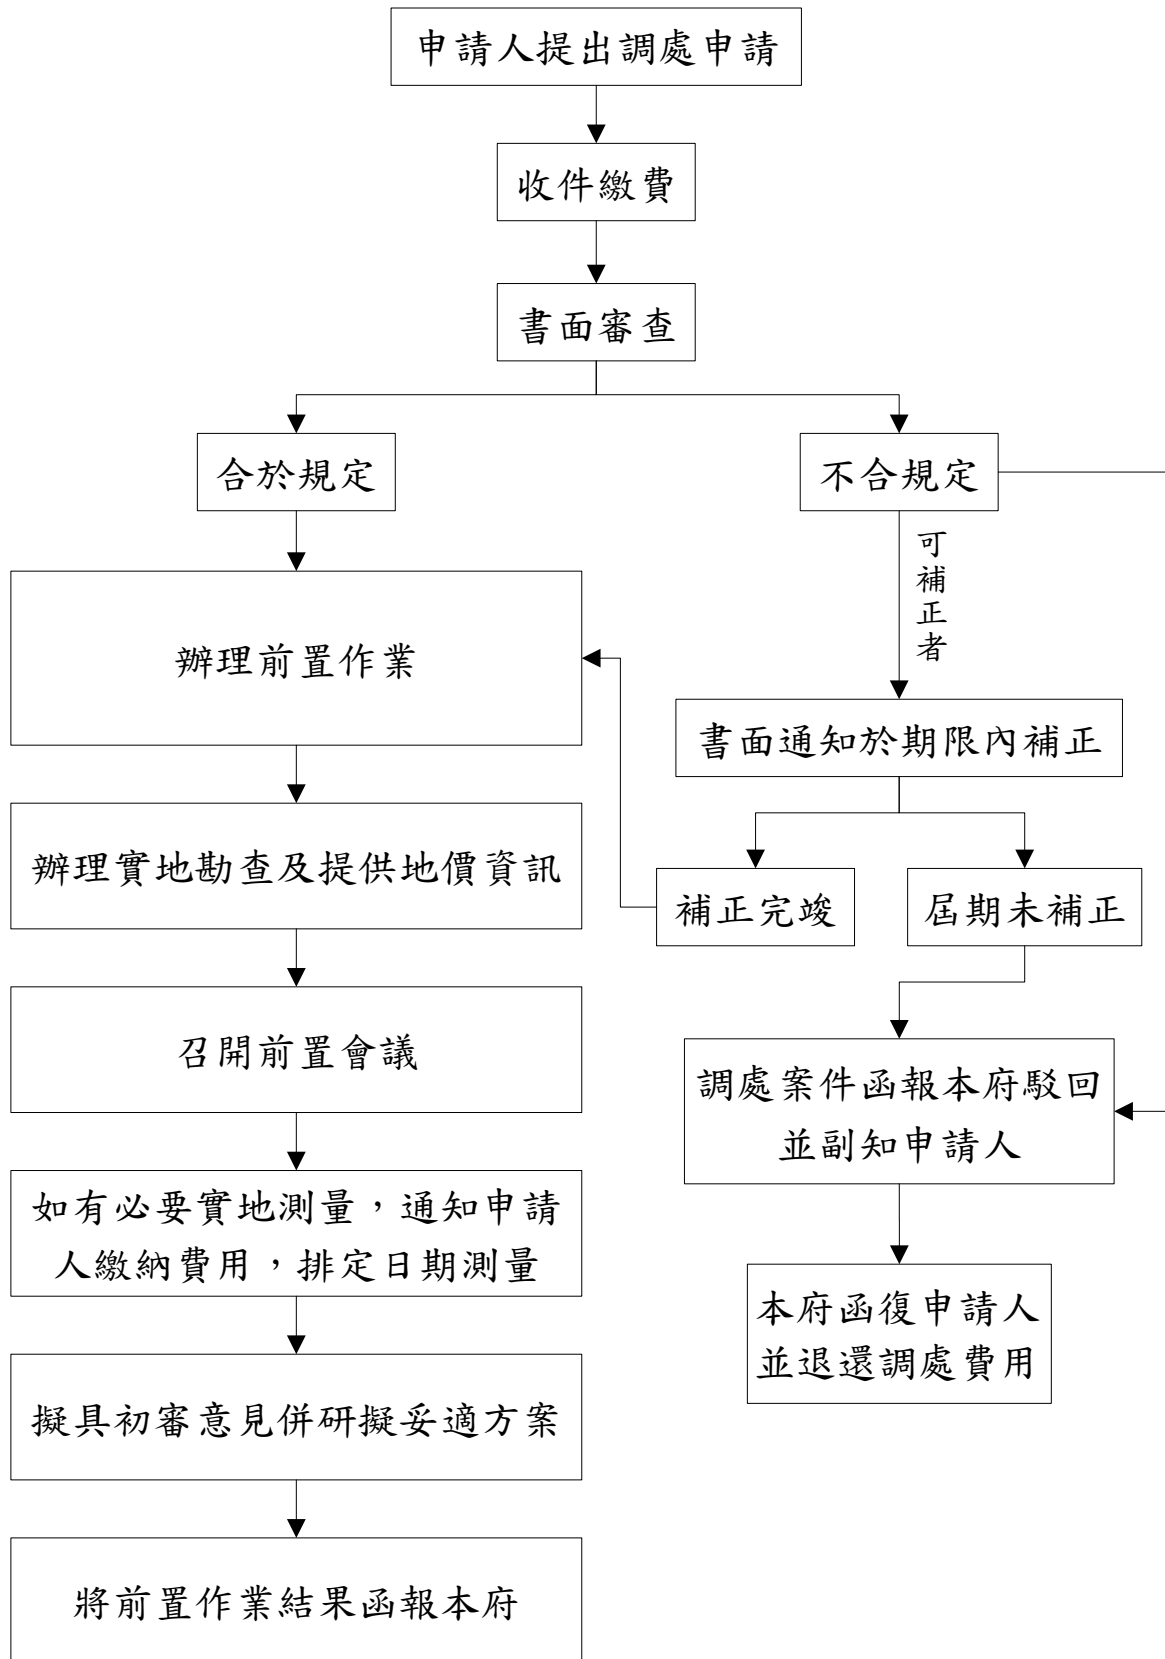 申請人提出調處申請
收件繳費
書面審查
合於規定
不合規定
可補正者
辦理前置作業
書面通知於期限內補正
辦理實地勘查及提供地價資訊
補正完竣
屆期未補正
召開前置會議
調處案件函報本府駁回
並副知申請人
如有必要實地測量，通知申請
人繳納費用，排定日期測量
本府函復申請人
並退還調處費用
擬具初審意見併研擬妥適方案
將前置作業結果函報本府